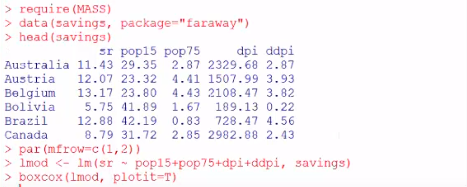 > require(MASS)
> data(savings, package="faraway")
> head(savings)
sr pop15 pop75 dpi ddpi
Australia 11.43 29.35 2.87 2329.68 2.87
Austria 12.07 23.32 4.41 1507.99 3.93
Belgium 13.17 23.80 4.43 2108.47 3.82
Bolivia 5.75 41.89 1.67 189.13 0.22
Brazil 12.88 42.19 0.83 728.47 4.56
Canada 8.79 31.72 2.85 2982.88 2.43
> par(mfrow=c(1,2))
> lmod <- lm(sr ~ pop15+pop75+dpi+ddpi, savings)
> boxcox(lmod, plotit=T)